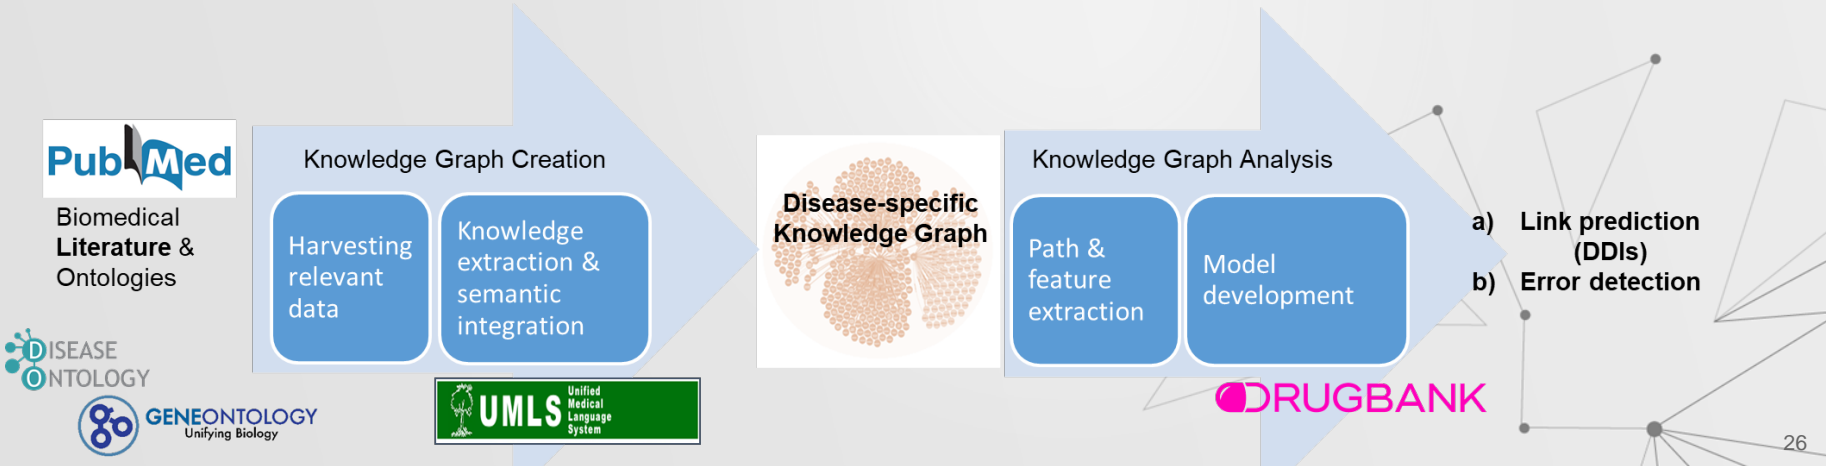 PubMed
Biomedical
Literature &
Ontologies
DISEASE
ONTOLOGY
GENEONTOLOGY
Unifying Biology
Knowledge Graph Creation
Harvesting
relevant
data
Knowledge
extraction &
semantic
integration
UMLS
Unified
Medical
Language
System
Disease-specific
Knowledge Graph
Knowledge Graph Analysis
Path &
feature
extraction
Model
development
DRUGBANK
a) Link prediction
(DDIs)
b) Error detection
26